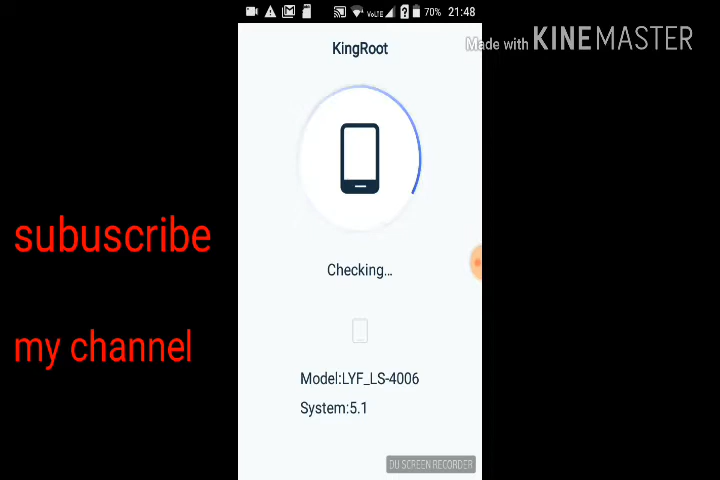 VoLTE 70% 21:48
KingRoot
Made with KINEMASTER
subuscribe
Checking...
my channel
Model:LYF_LS-4006
System:5.1
DU SCREEN RECORDER